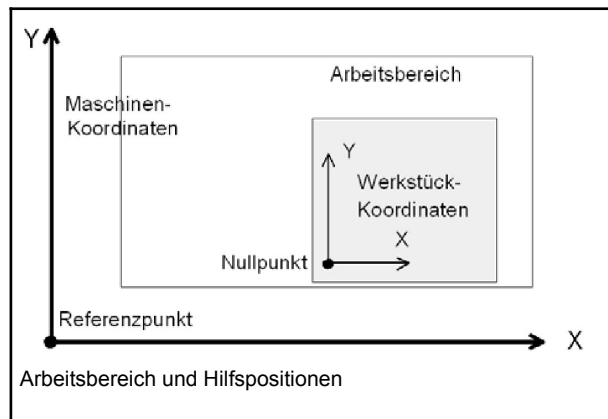 Y
Arbeitsbereich
Maschinen-
Koordinaten
Y
Werkstück-
Koordinaten
X
Nullpunkt
Referenzpunkt
X
Arbeitsbereich und Hilfspositionen